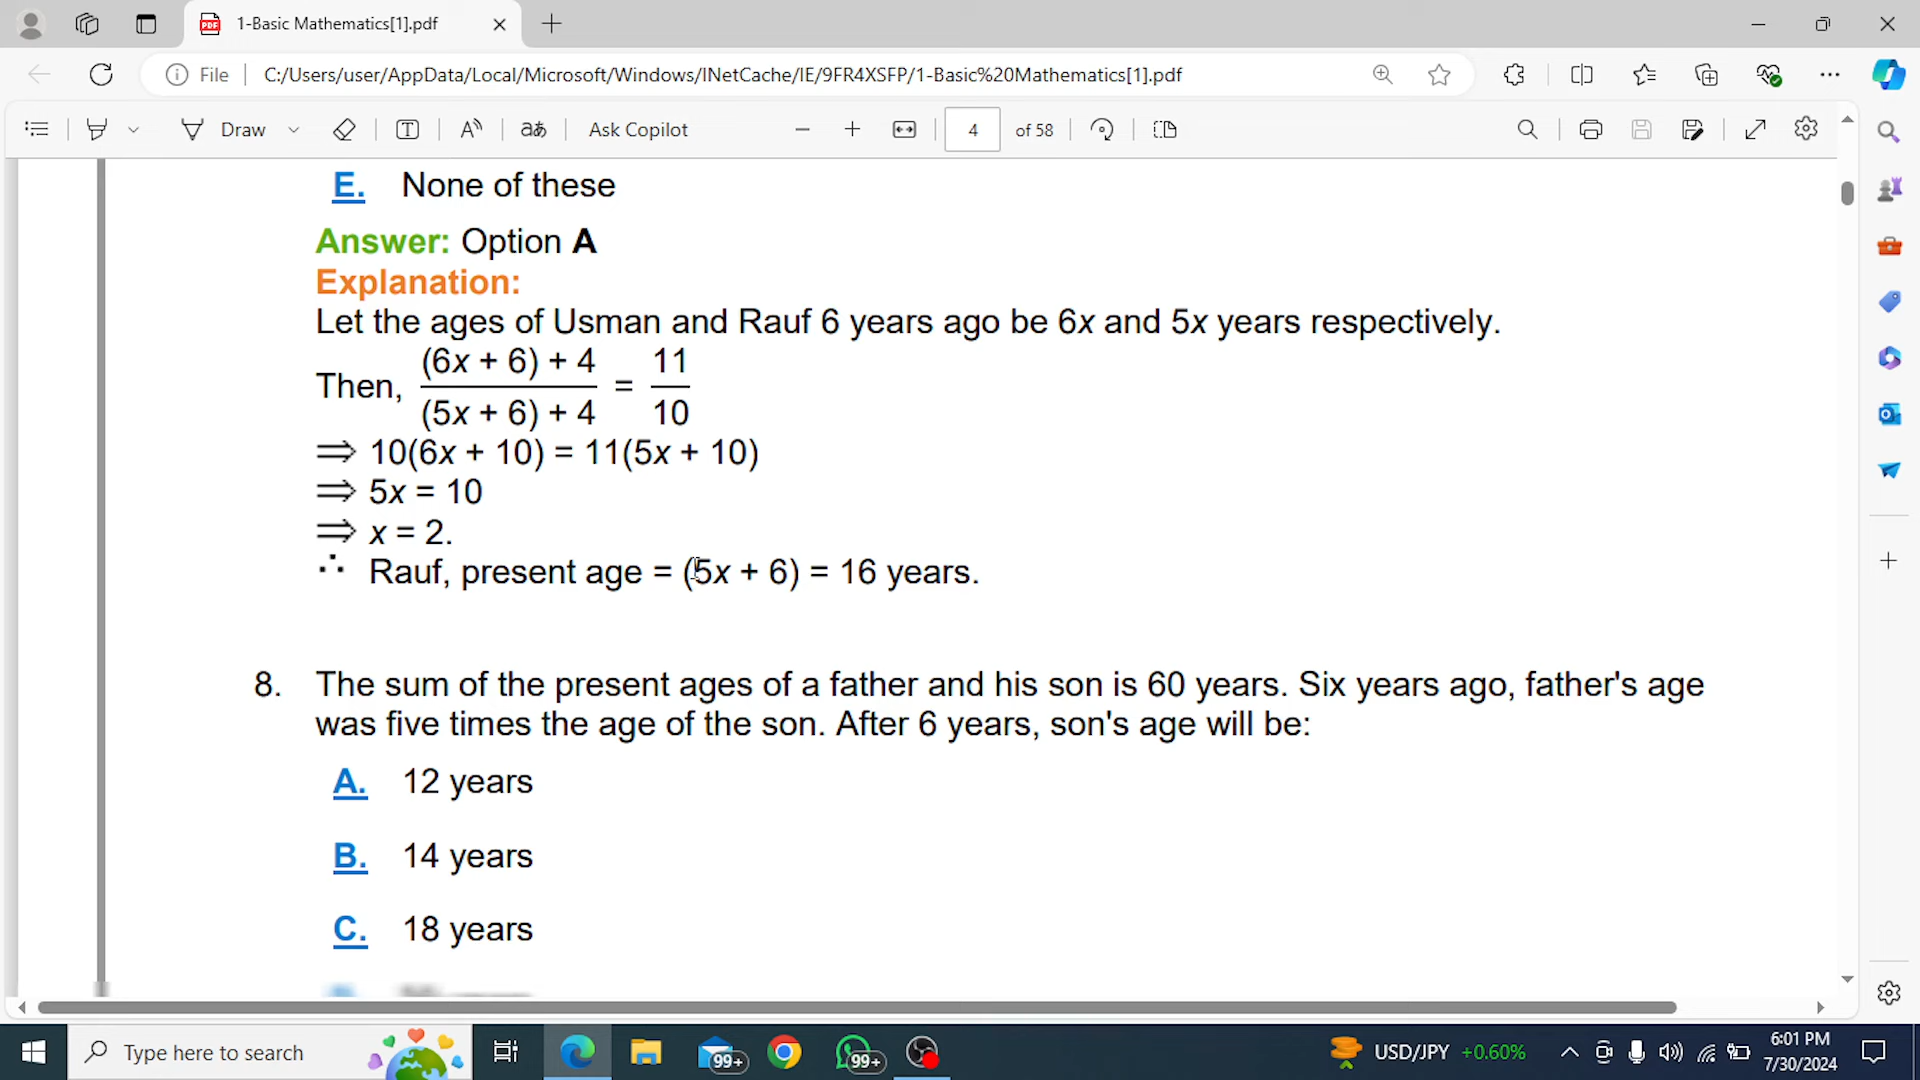 1-Basic Mathematics[1].pdf
File
C:/Users/user/AppData/Local/Microsoft/Windows/INetCache/IE/9FR4XSFP/1-Basic%20Mathematics[1].pdf
Draw
aあ
Ask Copilot
4 of 58
E. None of these
Answer: Option A
Explanation:
Let the ages of Usman and Rauf 6 years ago be 6x and 5x years respectively.
Then, (6x + 6) + 4 / (5x + 6) + 4 = 11 / 10
⇒ 10(6x + 10) = 11(5x + 10)
⇒ 5x = 10
⇒ x = 2.
∴ Rauf, present age = (5x + 6) = 16 years.
8. The sum of the present ages of a father and his son is 60 years. Six years ago, father's age
was five times the age of the son. After 6 years, son's age will be:
A. 12 years
B. 14 years
C. 18 years
Type here to search
99+
99+
USD/JPY +0.60%
6:01 PM
7/30/2024